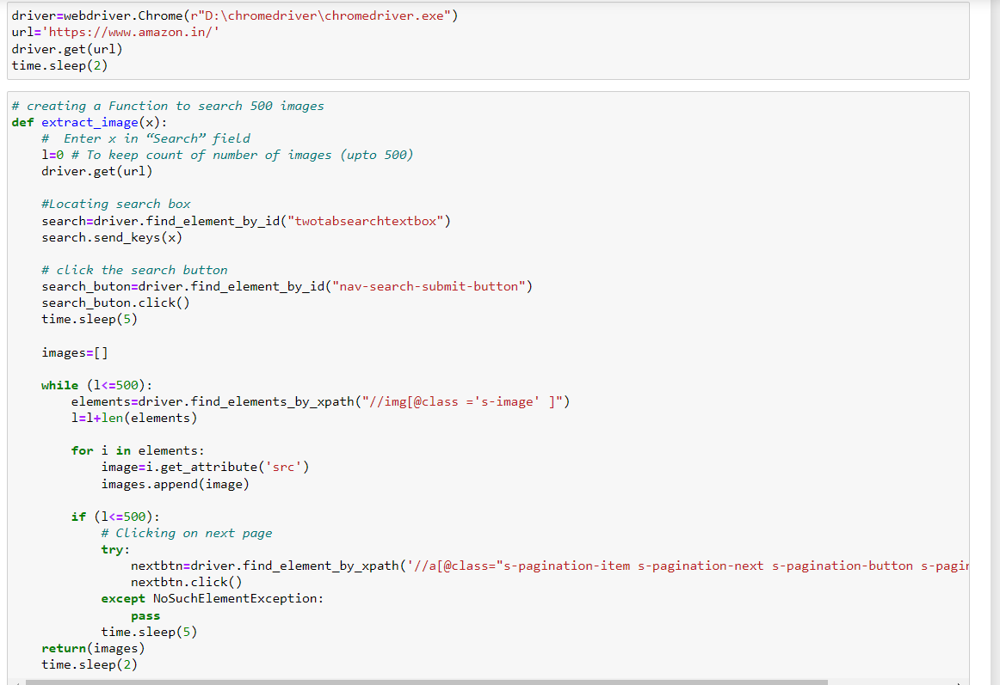 driver=webdriver.Chrome(r"D:\chromedriver\chromedriver.exe")
url='https://www.amazon.in/'
driver.get(url)
time.sleep(2)
# creating a Function to search 500 images
def extract_image(x):
    #  Enter x in “Search” field
    l=0 # To keep count of number of images (upto 500)
    driver.get(url)
    #Locating search box
    search=driver.find_element_by_id("twotabsearchtextbox")
    search.send_keys(x)
    # click the search button
    search_buton=driver.find_element_by_id("nav-search-submit-button")
    search_buton.click()
    time.sleep(5)
    images=[]
    while (l<=500):
        elements=driver.find_elements_by_xpath("//img[@class ='s-image' ]")
        l=l+len(elements)
        for i in elements:
            image=i.get_attribute('src')
            images.append(image)
        if (l<=500):
            # Clicking on next page
            try:
                nextbtn=driver.find_element_by_xpath('//a[@class="s-pagination-item s-pagination-next s-pagination-button
                nextbtn.click()
            except NoSuchElementException:
                pass
            time.sleep(5)
    return(images)
    time.sleep(2)